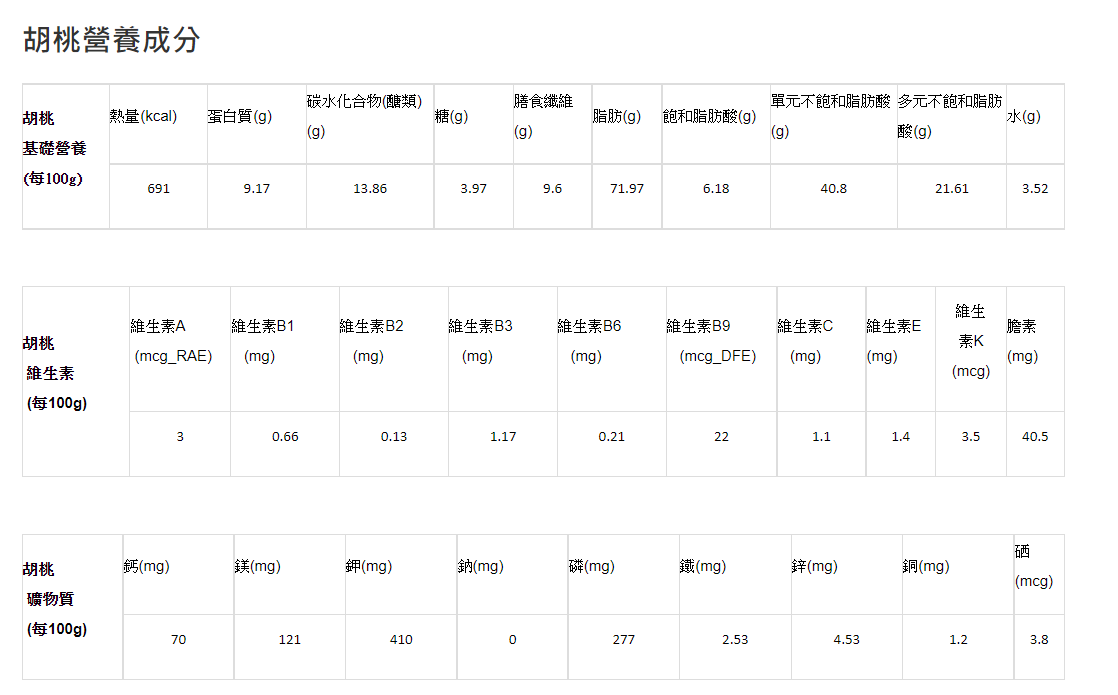 胡桃營養成分
胡桃
基礎營養
(每100g)
熱量(kcal)
蛋白質(g)
碳水化合物(醣類)
(g)
糖(g)
膳食纖維
(g)
脂肪(g)
飽和脂肪酸(g)
單元不飽和脂肪酸
(g)
多元不飽和脂肪
酸(g)
水(g)
691
9.17
13.86
3.97
9.6
71.97
6.18
40.8
21.61
3.52
胡桃
維生素
(每100g)
維生素A
(mcg_RAE)
維生素B1
(mg)
維生素B2
(mg)
維生素B3
(mg)
維生素B6
(mg)
維生素B9
(mcg_DFE)
維生素C
(mg)
維生素E
(mg)
維生
素K
(mcg)
膽素
(mg)
3
0.66
0.13
1.17
0.21
22
1.1
1.4
3.5
40.5
胡桃
礦物質
(每100g)
鈣(mg)
鎂(mg)
鉀(mg)
鈉(mg)
磷(mg)
鐵(mg)
鋅(mg)
銅(mg)
硒
(mcg)
70
121
410
0
277
2.53
4.53
1.2
3.8